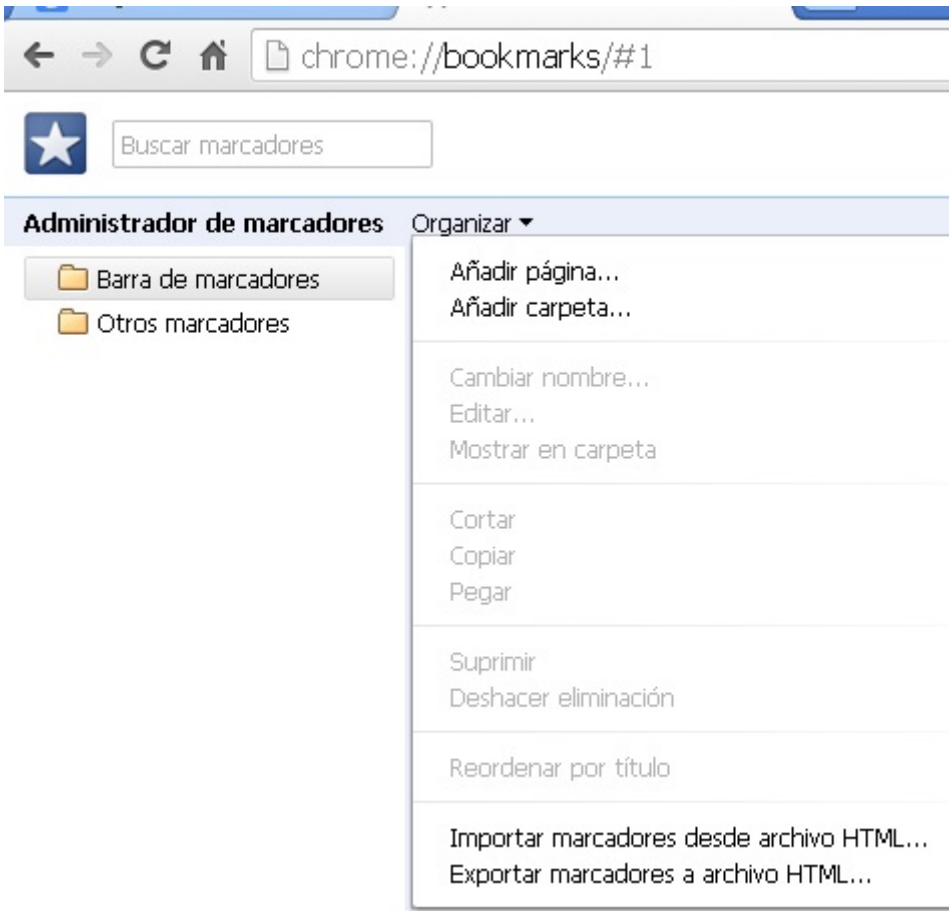 chrome://bookmarks/#1
Buscar marcadores
Administrador de marcadores Organizar
Barra de marcadores
Otros marcadores
Añadir página...
Añadir carpeta...
Cambiar nombre...
Editar...
Mostrar en carpeta
Cortar
Copiar
Pegar
Suprimir
Deshacer eliminación
Reordenar por título
Importar marcadores desde archivo HTML...
Exportar marcadores a archivo HTML...